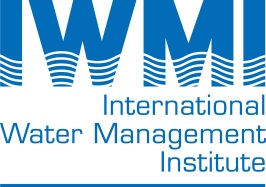 IWMI
International
Water Management
Institute